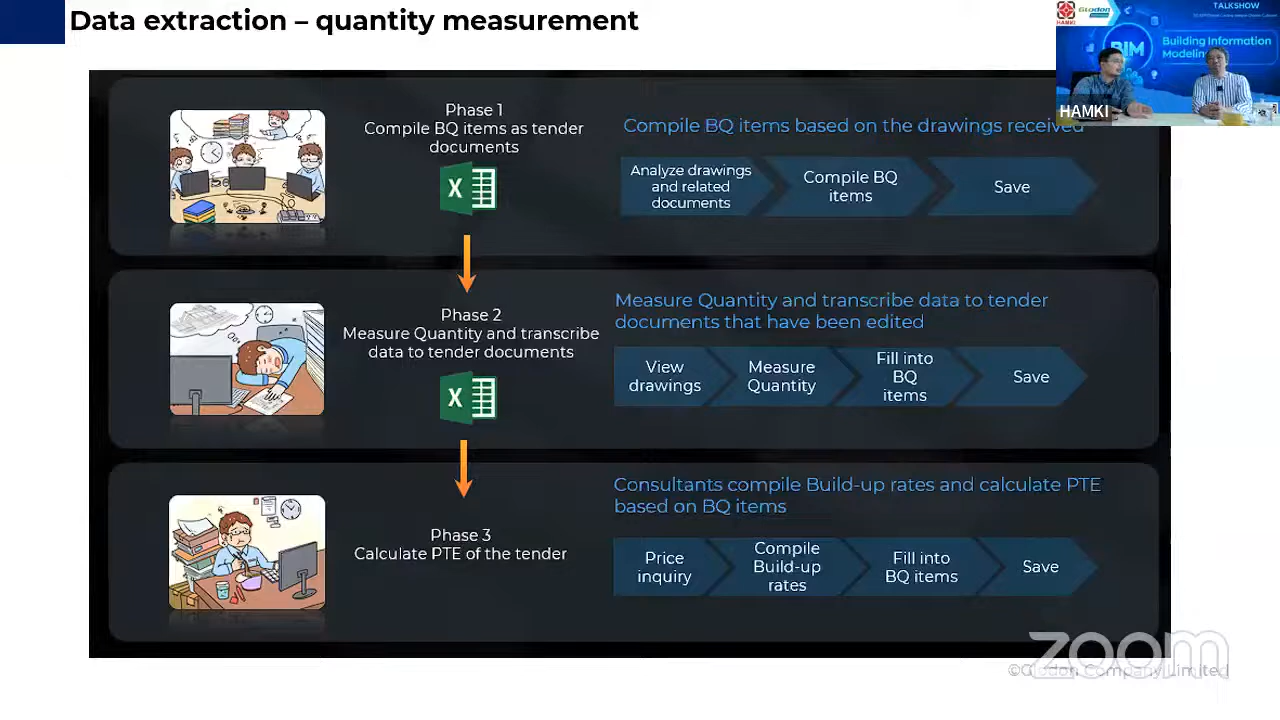 Data extraction – quantity measurement
TALKSHOW
HAMKI
Glodon
BIM
Building Information
Modeling
HAMKI
Phase 1
Compile BQ items as tender
documents
X
Compile BQ items based on the drawings received
Analyze drawings
and related
documents
Compile BQ
items
Save
Phase 2
Measure Quantity and transcribe
data to tender documents
X
Measure Quantity and transcribe data to tender
documents that have been edited
View
drawings
Measure
Quantity
Fill into
BQ
items
Save
Phase 3
Calculate PTE of the tender
Consultants compile Build-up rates and calculate PTE
based on BQ items
Price
inquiry
Compile
Build-up
rates
Fill into
BQ items
Save
zoom
©Glodon Company Limited